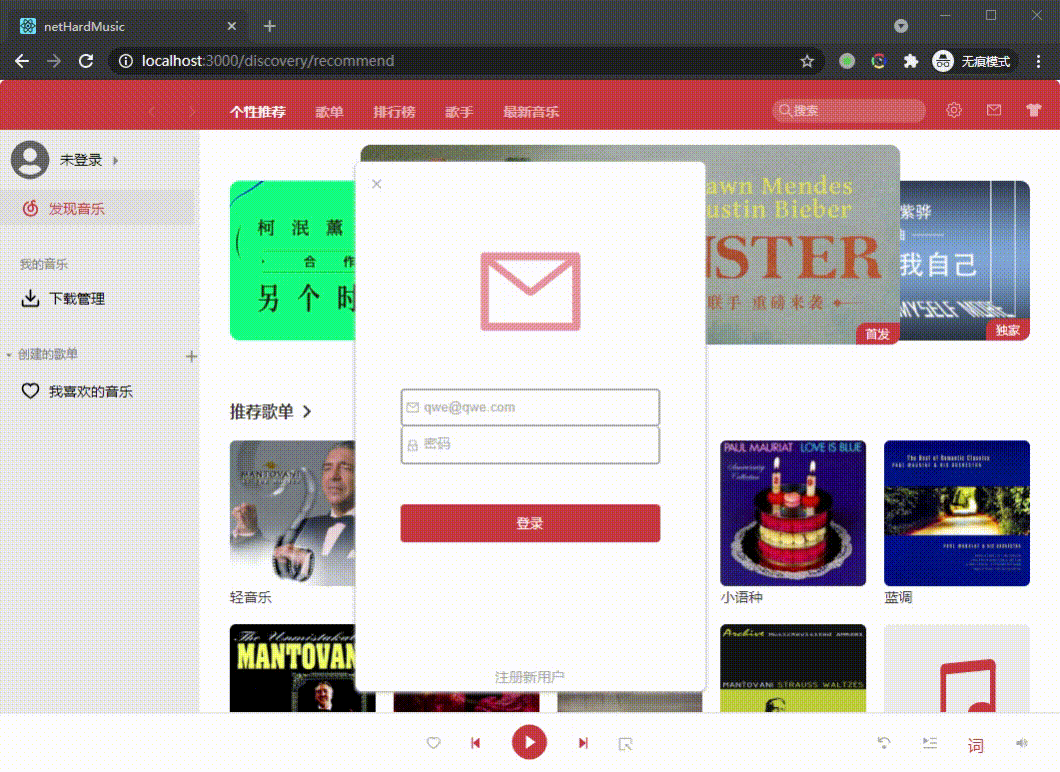 netHardMusic
localhost:3000/discovery/recommend
无痕模式
个性推荐 歌单 排行榜 歌手 最新音乐
搜索
未登录
发现音乐
我的音乐
下载管理
创建的歌单
我喜欢的音乐
柯泯薰
合作
另个时
awn Mendes
ustin Bieber
NSTER
联手 重磅来袭
首发
紫骅
我自己
MYSELF MORE
独家
qwe@qwe.com
密码
登录
注册新用户
推荐歌单
MANTOVANI
PAUL MAURIAT LOVE IS BLUE
Anniversary
Collection
The Best of Romantic Classics
PAUL MAURIAT & HIS ORCHESTRA
轻音乐
小语种
蓝调
The Unmistakab
MANTOVAN
Archive
MANTOVANI STRAUSS WALTZES
词